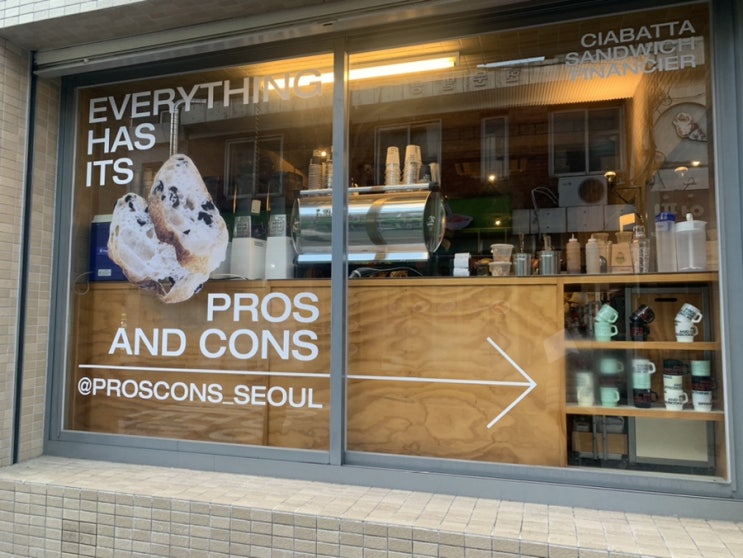 EVERYTHING
HAS
ITS
PROS
AND CONS
@PROSCONS_SEOUL
CIABATTA
SANDWICH
FINANCIER